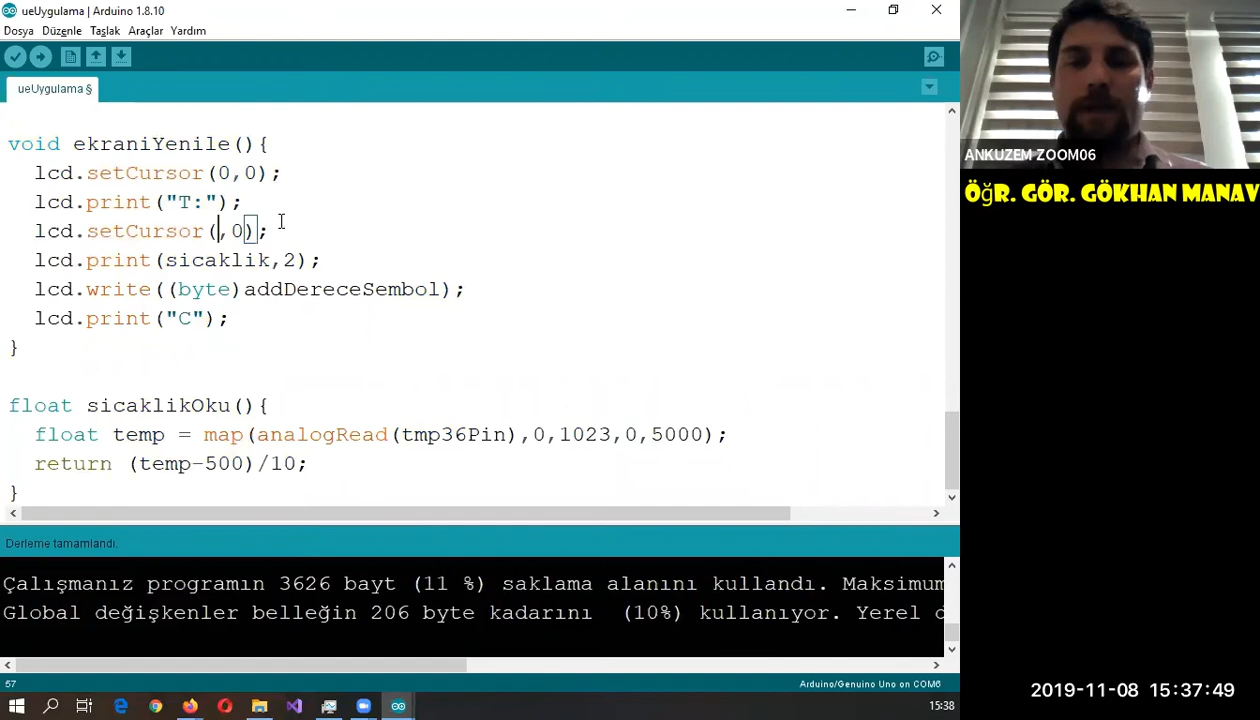 ueUygulama | Arduino 1.8.10
Dosya Düzenle Taslak Araçlar Yardım
ueUygulama §
void ekraniYenile(){
lcd.setCursor(0,0);
lcd.print("T:");
lcd.setCursor(,0);
lcd.print(sicaklik,2);
lcd.write((byte)addDereceSembol);
lcd.print("C");
}
float sicaklikOku(){
float temp = map(analogRead(tmp36Pin),0,1023,0,5000);
return (temp-500)/10;
}
Derleme tamamlandı.
Çalışmanız programın 3626 bayt (11 %) saklama alanını kullandı. Maksimum
Global değişkenler belleğin 206 byte kadarını (10%) kullanıyor. Yerel d
57
Arduino/Genuino Uno on COM6
15:38
ANKUZEM ZOOM06
ÖğR. GÖR. GÖKHAN MANAV
2019-11-08 15:37:49